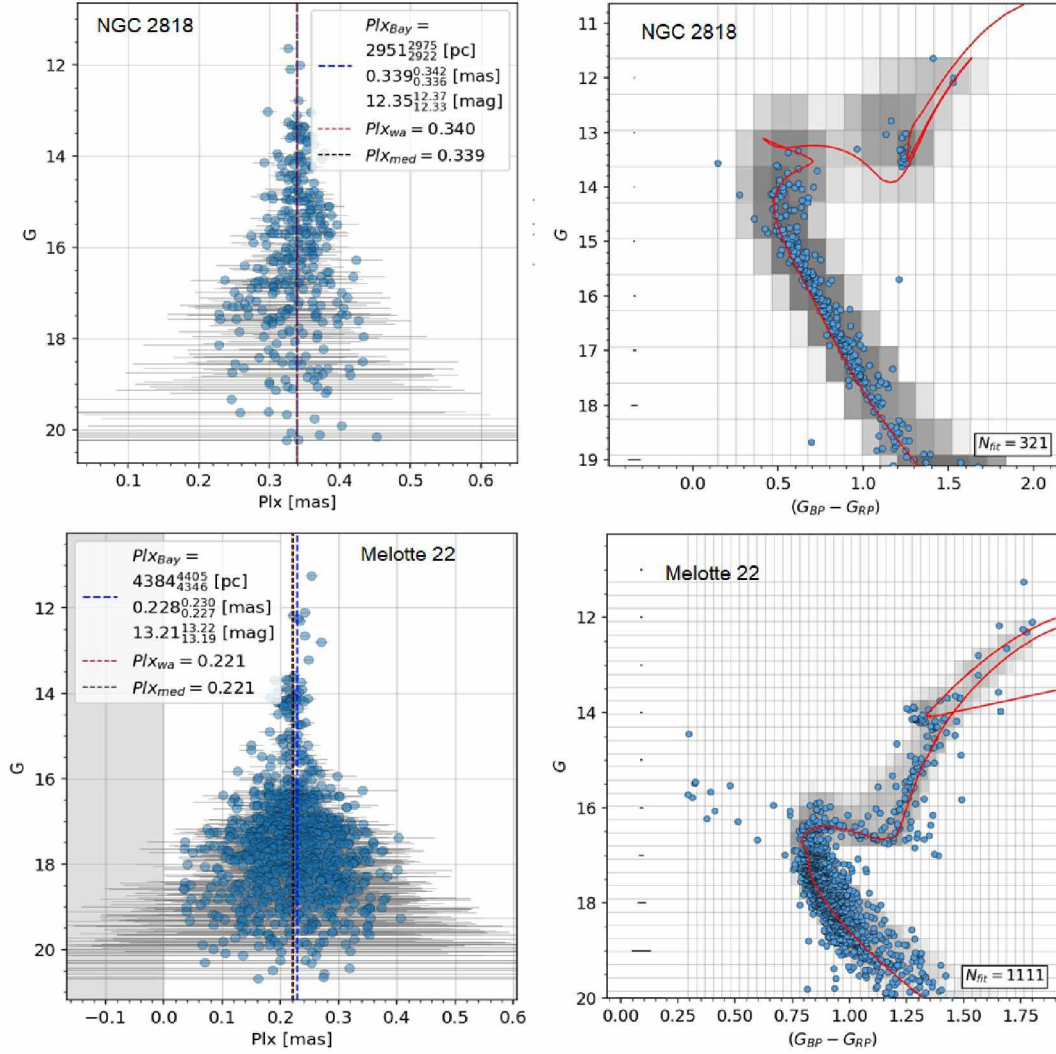 NGC 2818
Plx_Bay =
2951^2975_2922 [pc]
0.339^0.342_0.336 [mas]
12.35^12.37_12.33 [mag]
Plx_wa = 0.340
Plx_med = 0.339
12
14
16
18
20
G
0.1 0.2 0.3 0.4 0.5 0.6
Plx [mas]
NGC 2818
11
12
13
14
15
16
17
18
19
G
N_fit = 321
0.0 0.5 1.0 1.5 2.0
(G_BP − G_RP)
Melotte 22
Plx_Bay =
4384^4405_4346 [pc]
0.228^0.230_0.227 [mas]
13.21^13.22_13.19 [mag]
Plx_wa = 0.221
Plx_med = 0.221
12
14
16
18
20
G
−0.1 0.0 0.1 0.2 0.3 0.4 0.5 0.6
Plx [mas]
Melotte 22
12
14
16
18
20
G
N_fit = 1111
0.00 0.25 0.50 0.75 1.00 1.25 1.50 1.75
(G_BP − G_RP)